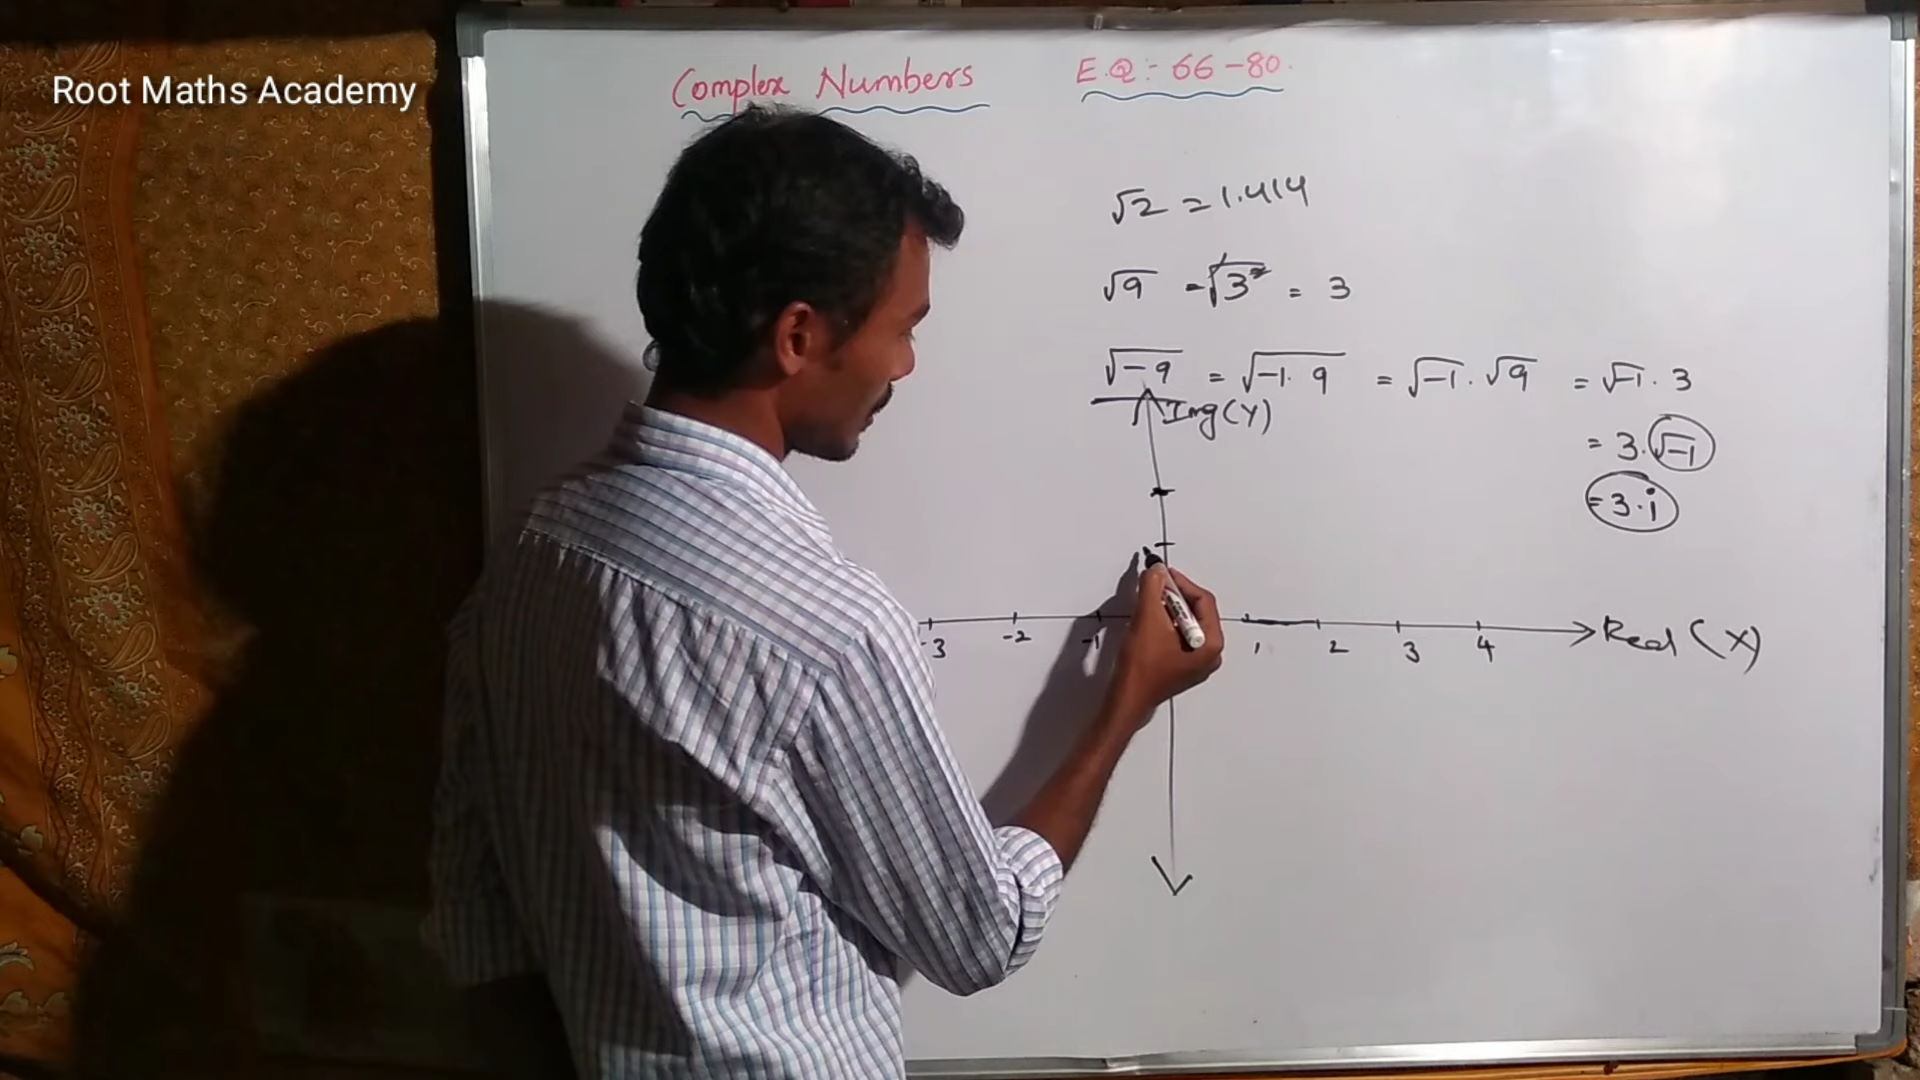 Root Maths Academy
Complex Numbers E.Q:- 66-80.
√2 = 1.414
√9 = √3² = 3
√-9 = √-1. 9 = √-1 . √9 = √-1 . 3
Img(Y)
= 3.√-1
= 3.i
-3 -2 -1 1 2 3 4 Real (X)